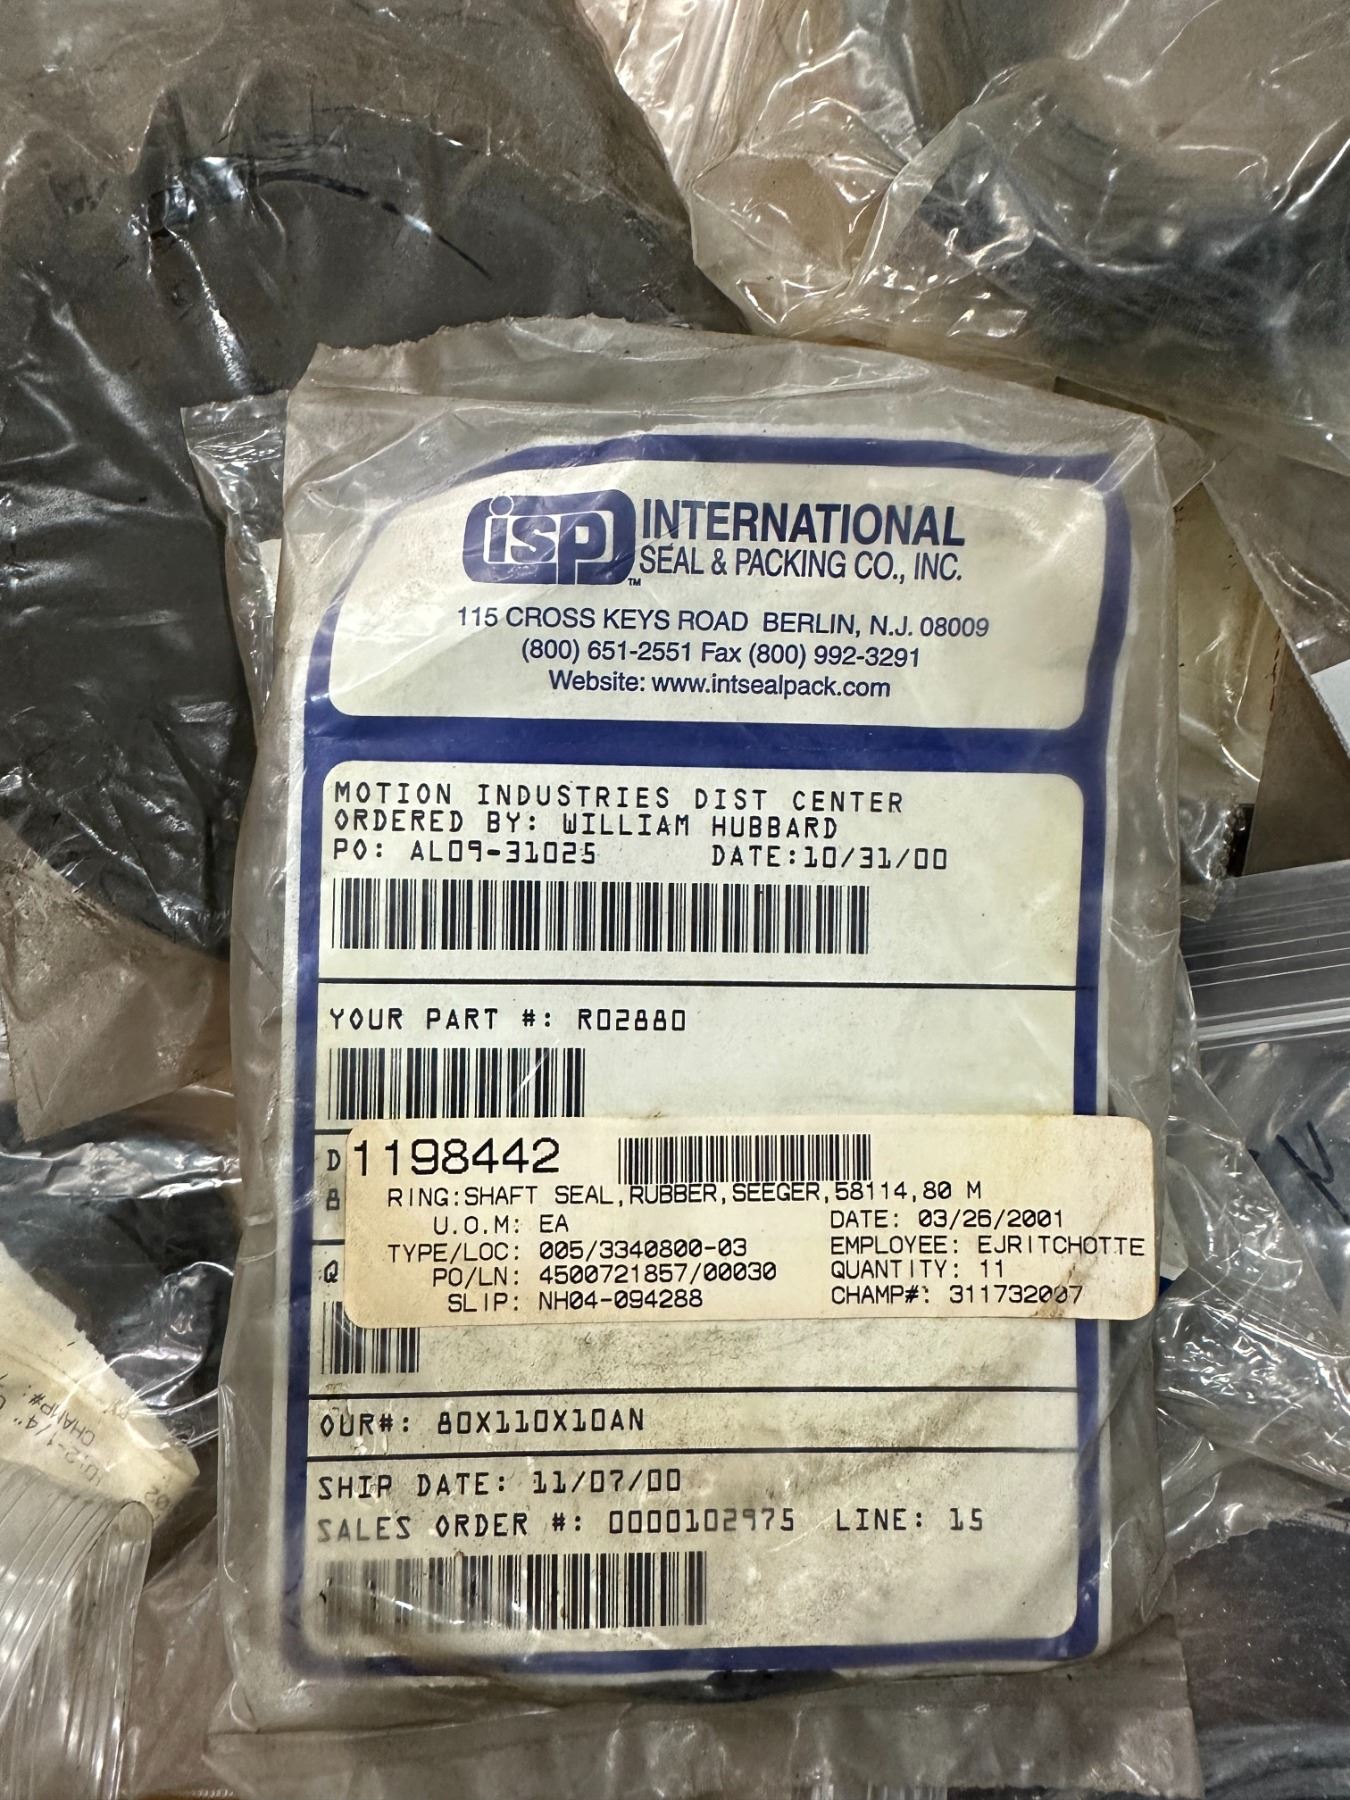 isp INTERNATIONAL
SEAL & PACKING CO., INC.
™
115 CROSS KEYS ROAD BERLIN, N.J. 08009
(800) 651-2551 Fax (800) 992-3291
Website: www.intsealpack.com
MOTION INDUSTRIES DIST CENTER
ORDERED BY: WILLIAM HUBBARD
PO: AL09-31025 DATE:10/31/00
YOUR PART #: R02880
D
8
Q
1198442
RING:SHAFT SEAL,RUBBER,SEEGER,58114,80 M
U.O.M: EA DATE: 03/26/2001
TYPE/LOC: 005/3340800-03 EMPLOYEE: EJRITCHOTTE
PO/LN: 4500721857/00030 QUANTITY: 11
SLIP: NH04-094288 CHAMP#: 311732007
OUR#: 80X110X10AN
SHIP DATE: 11/07/00
SALES ORDER #: 0000102975 LINE: 15
CHAMP#: